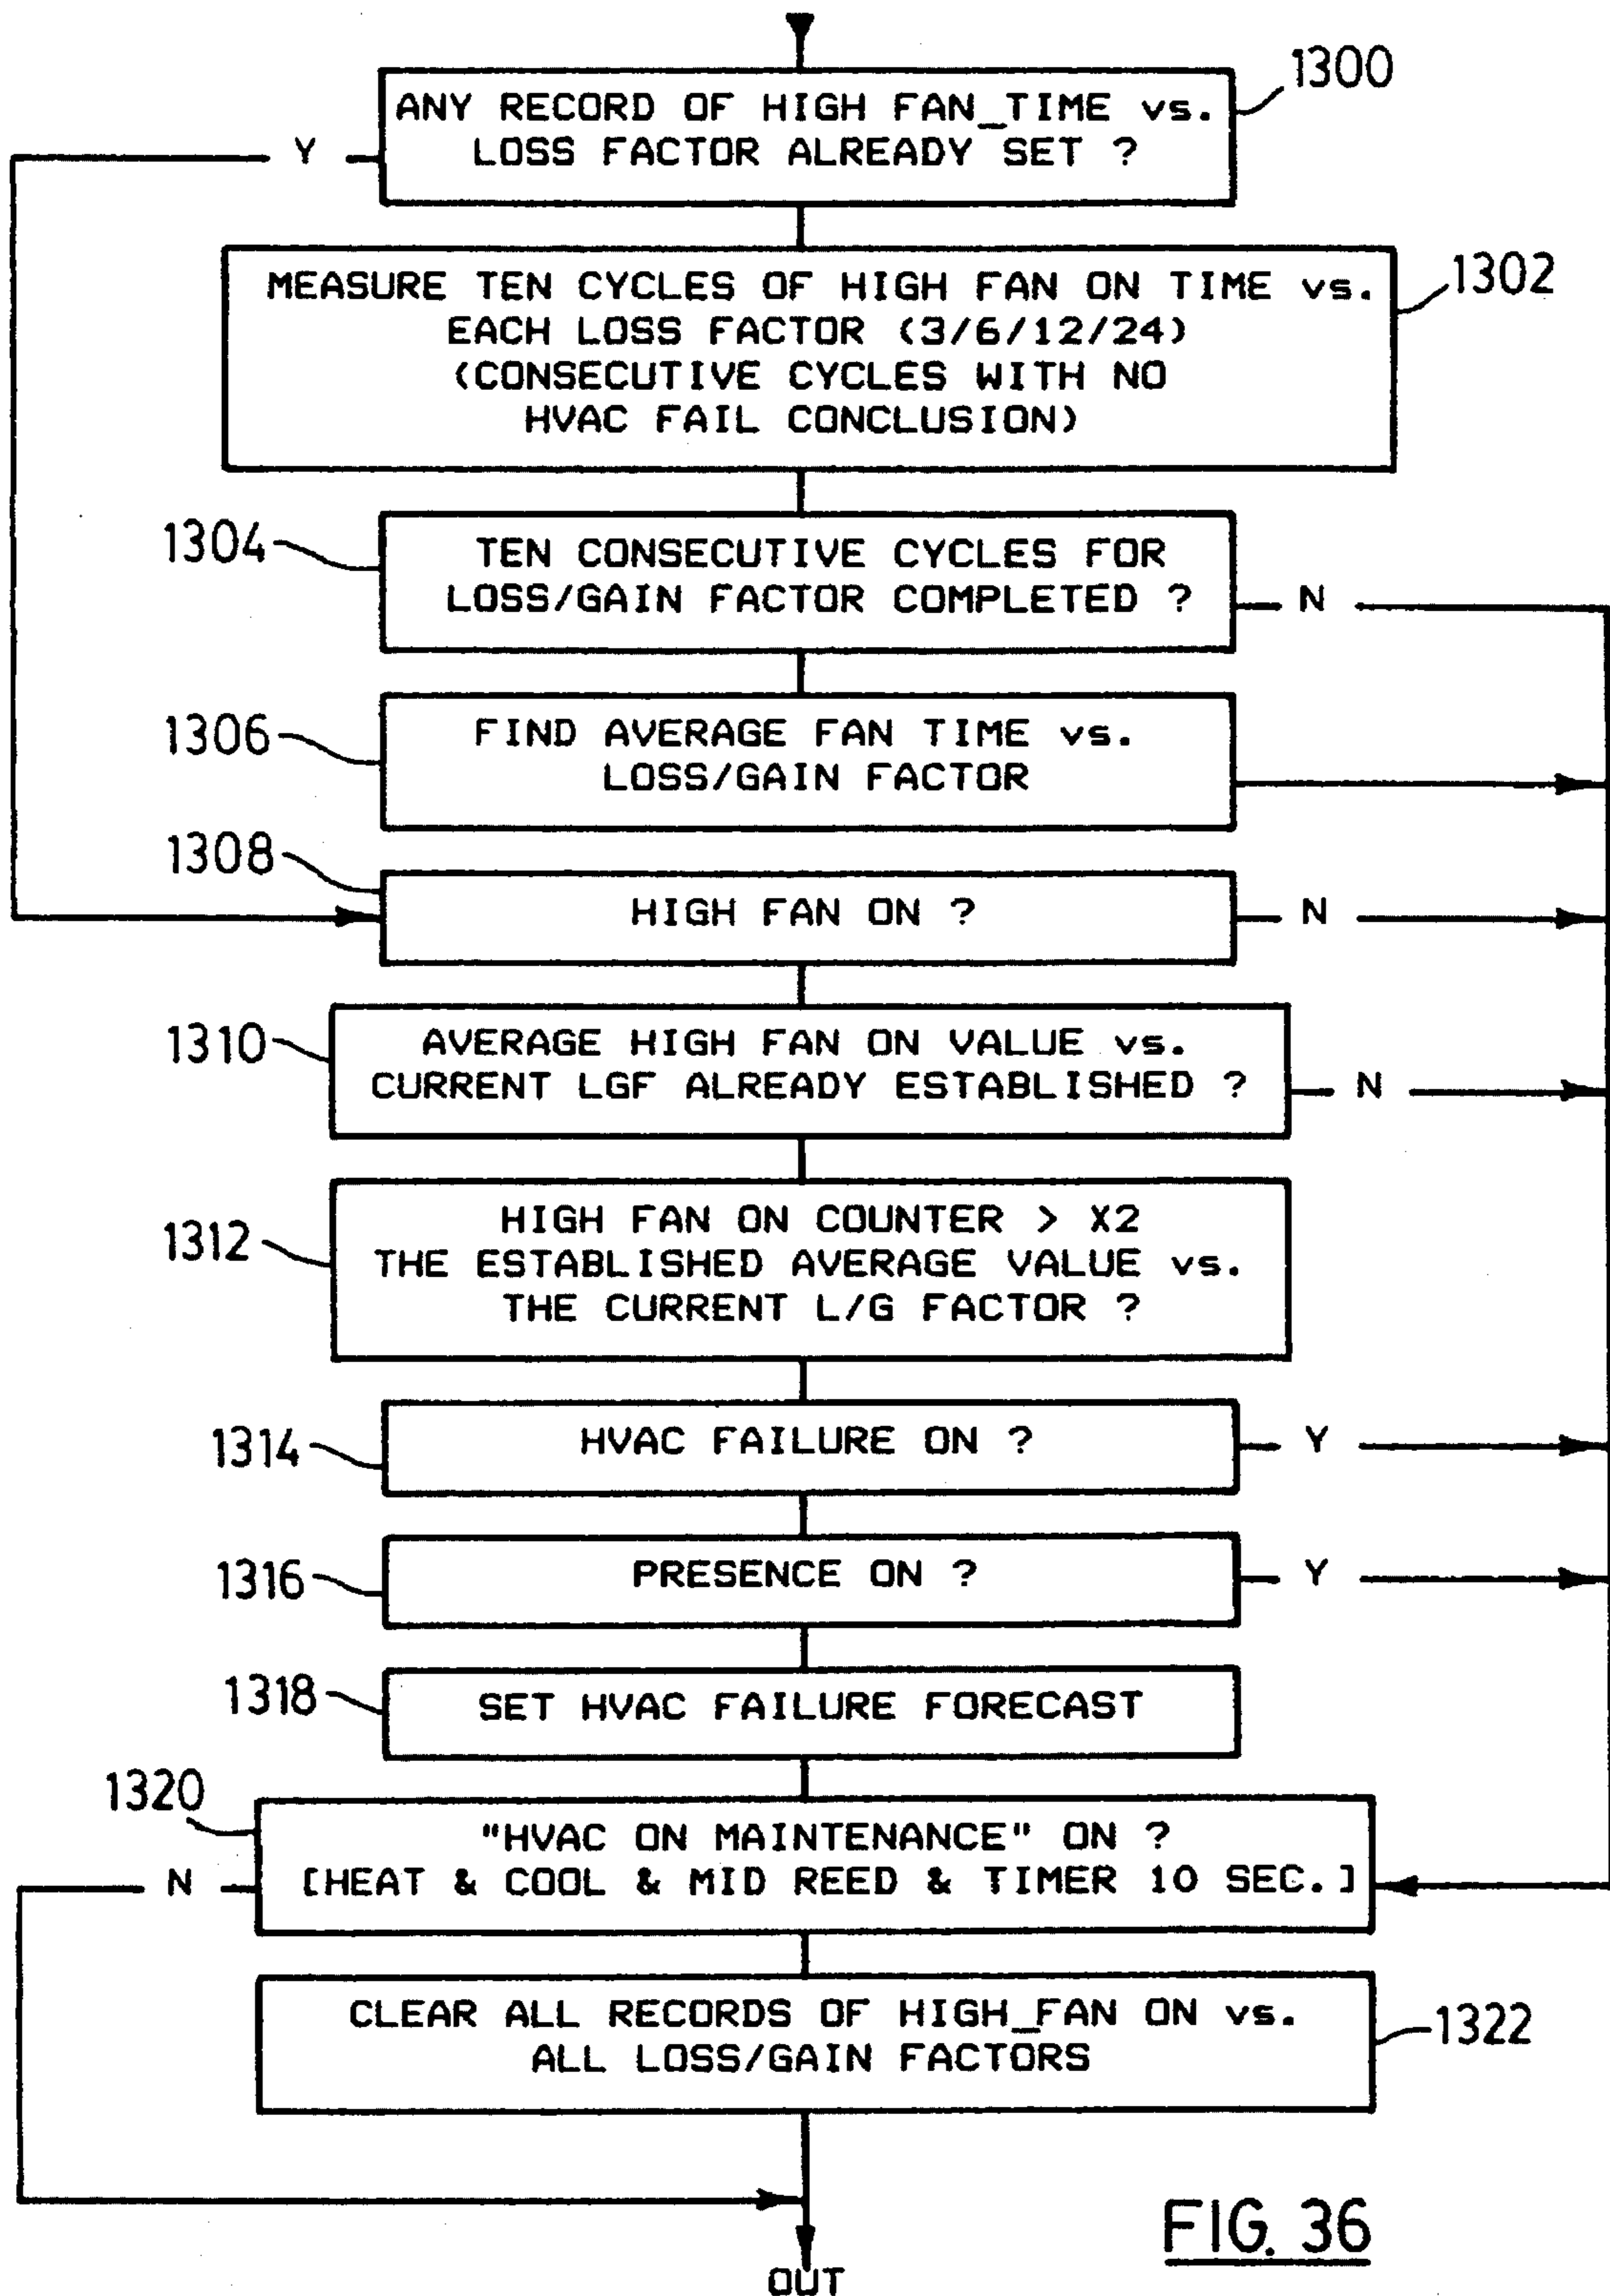 1300
ANY RECORD OF HIGH FAN_TIME vs.
LOSS FACTOR ALREADY SET ?
Y
1302
MEASURE TEN CYCLES OF HIGH FAN ON TIME vs.
EACH LOSS FACTOR (3/6/12/24)
(CONSECUTIVE CYCLES WITH NO
HVAC FAIL CONCLUSION)
1304
TEN CONSECUTIVE CYCLES FOR
LOSS/GAIN FACTOR COMPLETED ?
N
1306
FIND AVERAGE FAN TIME vs.
LOSS/GAIN FACTOR
1308
HIGH FAN ON ?
N
1310
AVERAGE HIGH FAN ON VALUE vs.
CURRENT LGF ALREADY ESTABLISHED ?
N
1312
HIGH FAN ON COUNTER > X2
THE ESTABLISHED AVERAGE VALUE vs.
THE CURRENT L/G FACTOR ?
1314
HVAC FAILURE ON ?
Y
1316
PRESENCE ON ?
Y
1318
SET HVAC FAILURE FORECAST
1320
"HVAC ON MAINTENANCE" ON ?
[HEAT & COOL & MID REED & TIMER 10 SEC.]
N
1322
CLEAR ALL RECORDS OF HIGH_FAN ON vs.
ALL LOSS/GAIN FACTORS
OUT
FIG. 36